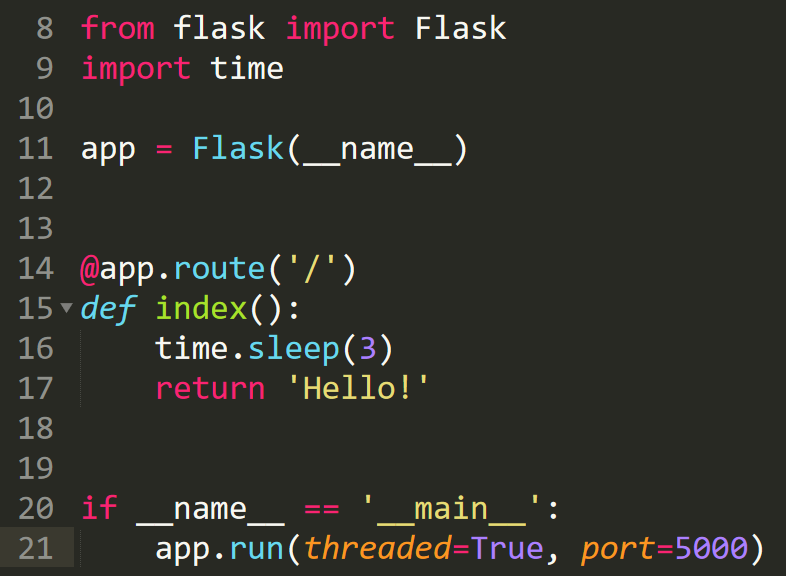 8 from flask import Flask
9 import time
10
11 app = Flask(__name__)
12
13
14 @app.route('/')
15 def index():
16     time.sleep(3)
17     return 'Hello!'
18
19
20 if __name__ == '__main__':
21     app.run(threaded=True, port=5000)